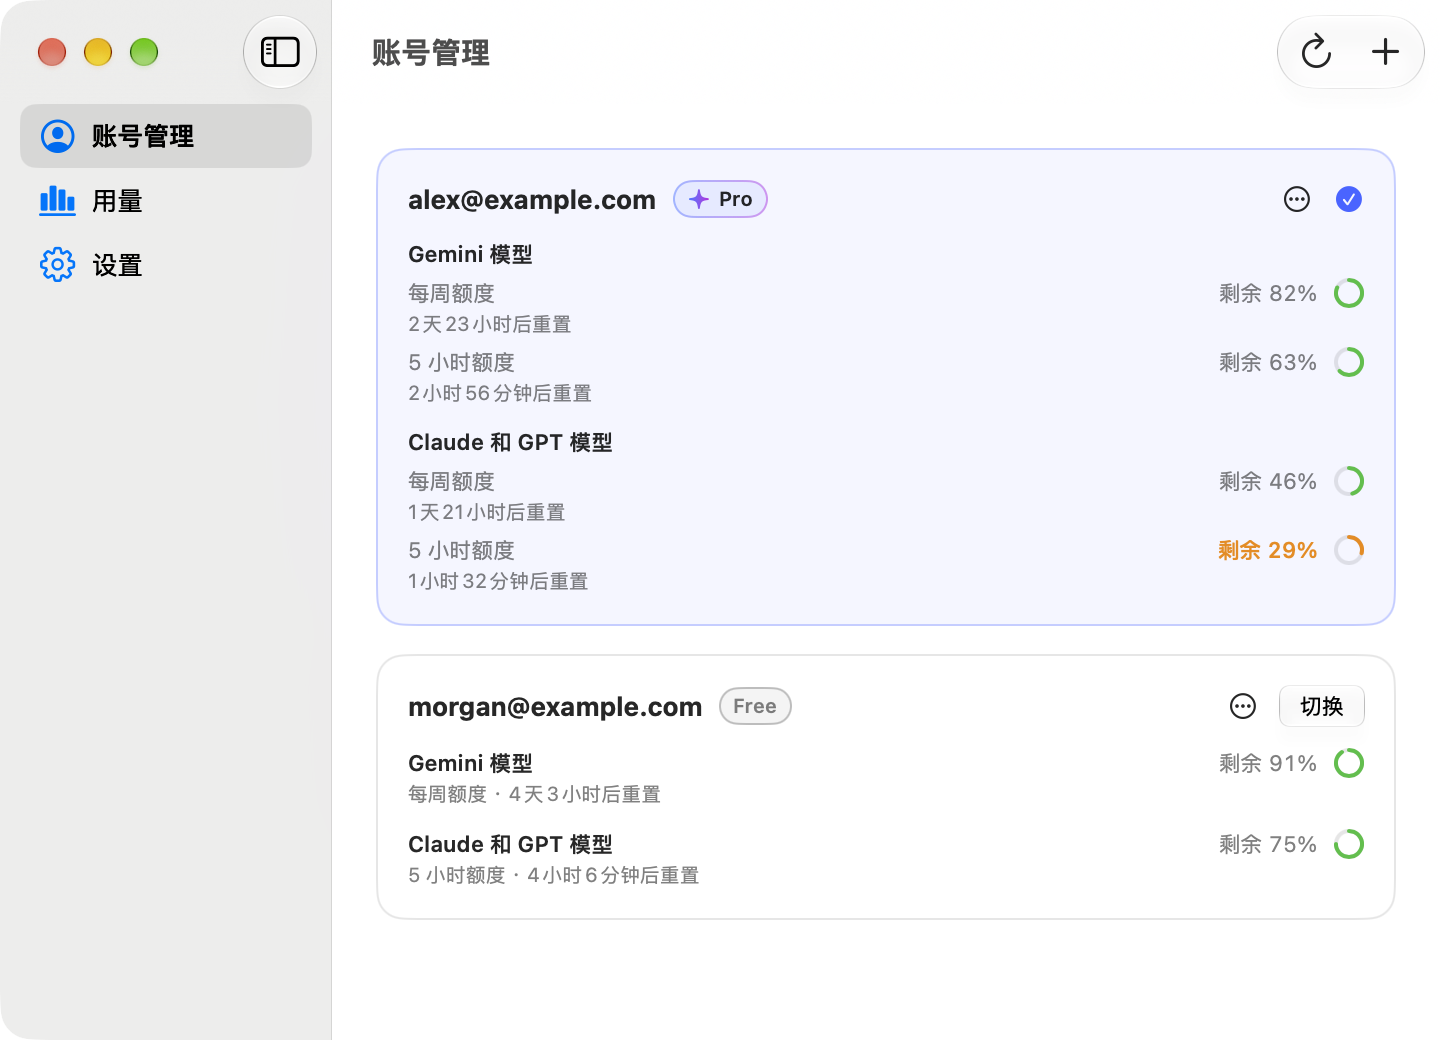 账号管理
账号管理
用量
设置
alex@example.com Pro
Gemini 模型
每周额度 剩余 82%
2天23小时后重置
5 小时额度 剩余 63%
2小时56分钟后重置
Claude 和 GPT 模型
每周额度 剩余 46%
1天21小时后重置
5 小时额度 剩余 29%
1小时32分钟后重置
morgan@example.com Free 切换
Gemini 模型 剩余 91%
每周额度 · 4天3小时后重置
Claude 和 GPT 模型 剩余 75%
5 小时额度 · 4小时6分钟后重置